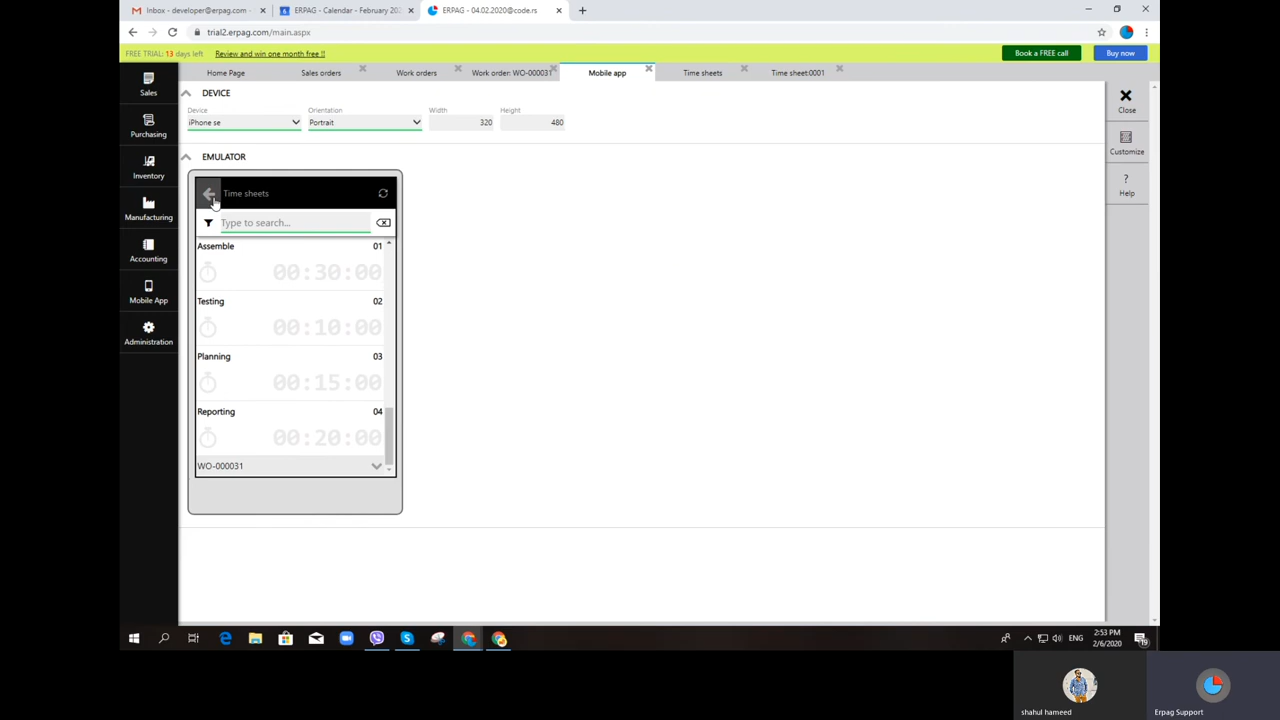 Inbox - developer@erpag.com
ERPAG - Calendar - February 202
ERPAG - 04.02.2020@code.rs
trial2.erpag.com/main.aspx
FREE TRIAL: 13 days left
Review and win one month free !!
Book a FREE call
Buy now
Home Page
Sales orders
Work orders
Work order: WO-000031
Mobile app
Time sheets
Time sheet:0001
Sales
Purchasing
Inventory
Manufacturing
Accounting
Mobile App
Administration
DEVICE
Device
Orientation
Width
Height
iPhone se
Portrait
320
480
EMULATOR
Time sheets
Type to search...
Assemble 01
00:30:00
Testing 02
00:10:00
Planning 03
00:15:00
Reporting 04
00:20:00
WO-000031
Close
Customize
? 
Help
ENG
2:53 PM
2/6/2020
19
shahul hameed
Erpag Support